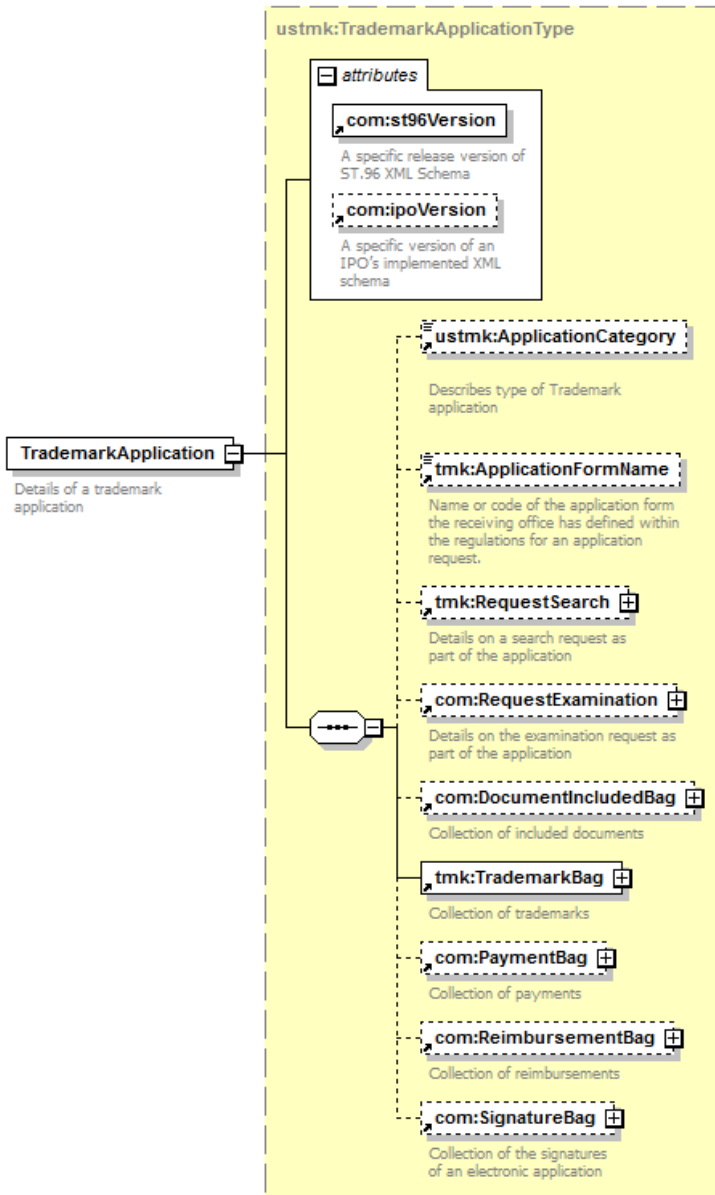 ustmk:TrademarkApplicationType
attributes
com:st96Version
A specific release version of
ST.96 XML Schema
com:ipoVersion
A specific version of an
IPO's implemented XML
schema
ustmk:ApplicationCategory
Describes type of Trademark
application
TrademarkApplication
Details of a trademark
application
tmk:ApplicationFormName
Name or code of the application form
the receiving office has defined within
the regulations for an application
request.
tmk:RequestSearch
Details on a search request as
part of the application
com:RequestExamination
Details on the examination request as
part of the application
com:DocumentIncludedBag
Collection of included documents
tmk:TrademarkBag
Collection of trademarks
com:PaymentBag
Collection of payments
com:ReimbursementBag
Collection of reimbursements
com:SignatureBag
Collection of the signatures
of an electronic application